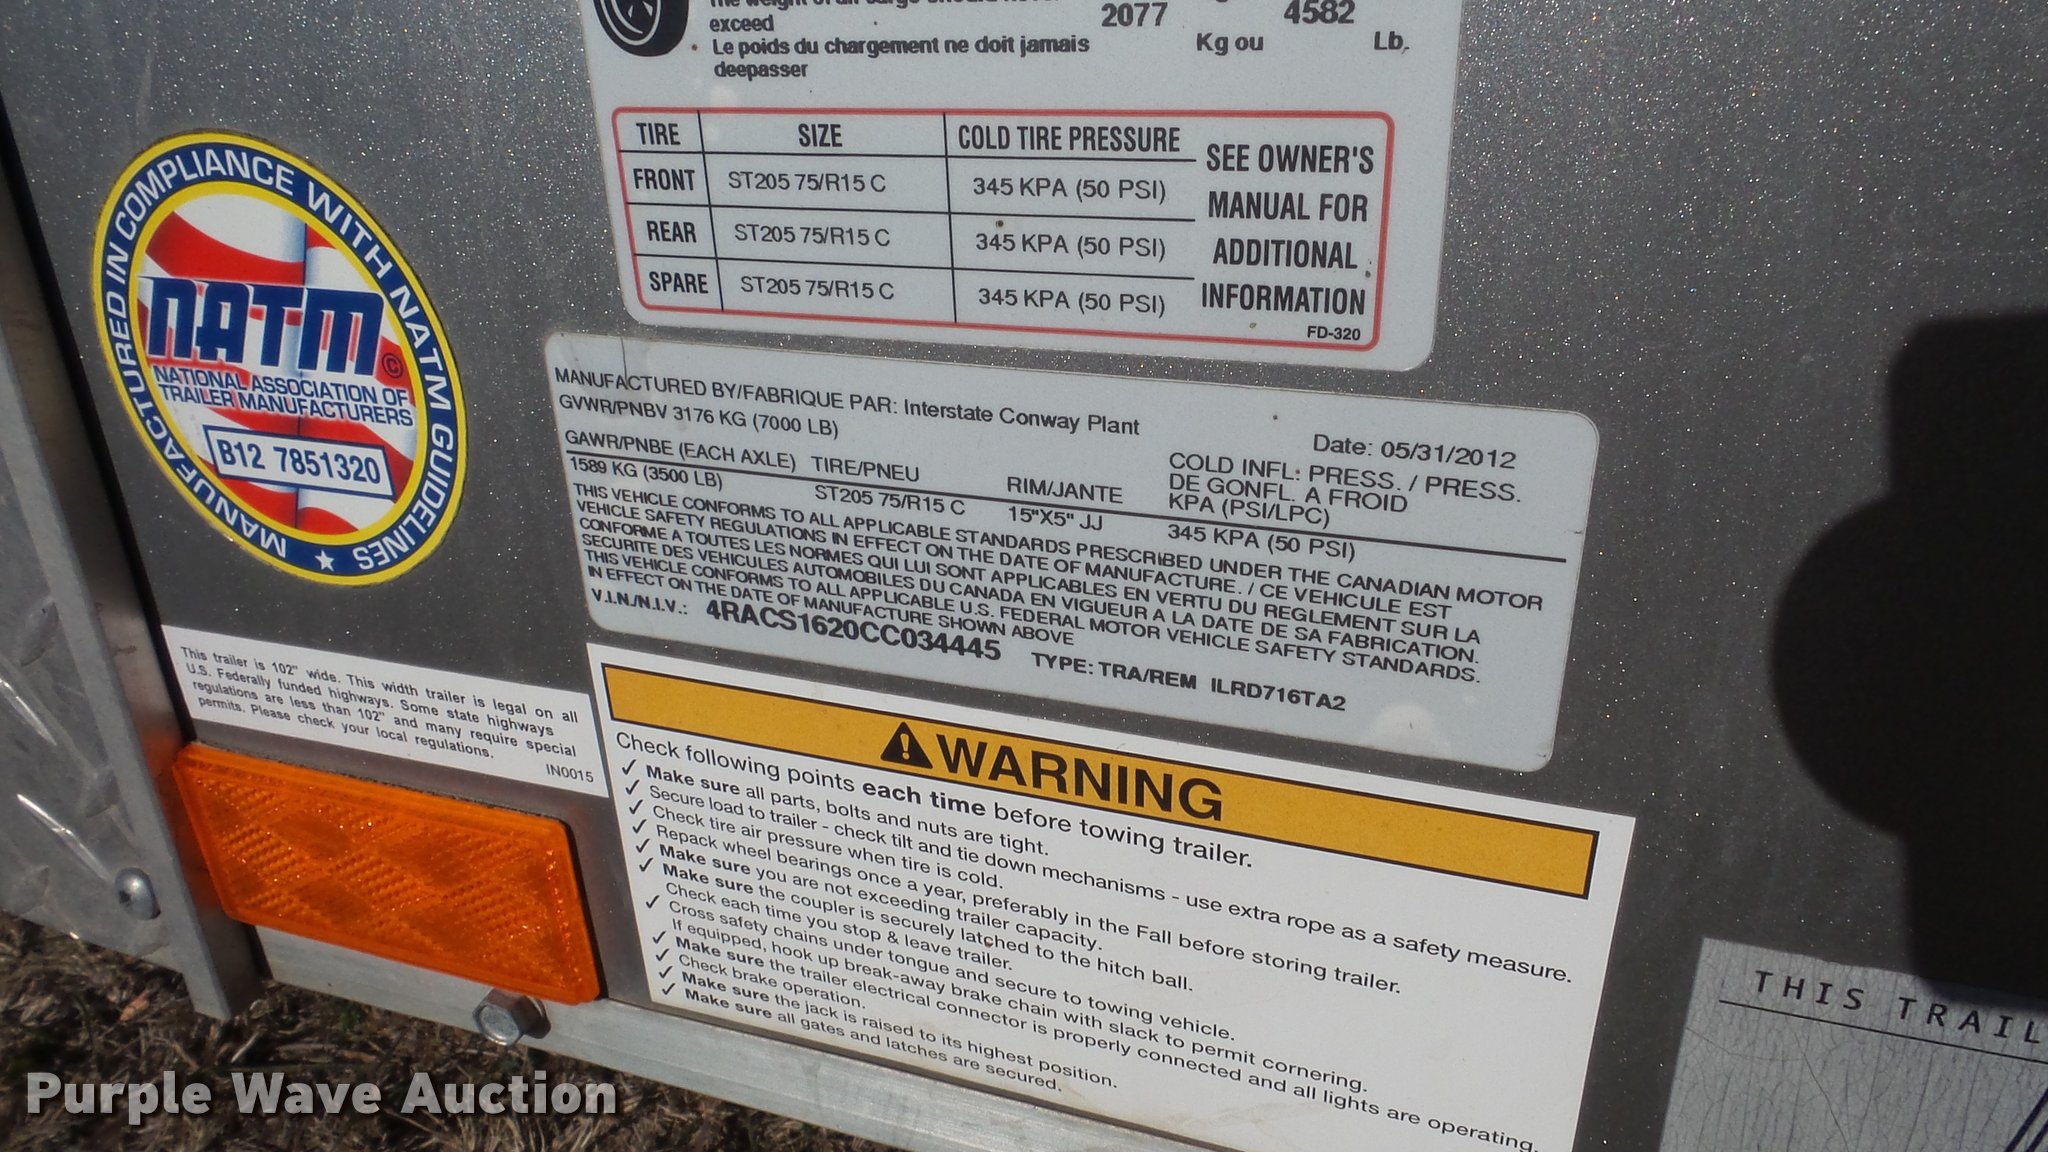 exceed
2077
4582
Le poids du chargement ne doit jamais
Kg ou
Lb.
deepasser
TIRE SIZE COLD TIRE PRESSURE
FRONT ST205 75/R15 C 345 KPA (50 PSI)
REAR ST205 75/R15 C 345 KPA (50 PSI)
SPARE ST205 75/R15 C 345 KPA (50 PSI)
SEE OWNER'S
MANUAL FOR
ADDITIONAL
INFORMATION
FD-320
MANUFACTURED IN COMPLIANCE WITH NATM GUIDELINES
NATM ©
NATIONAL ASSOCIATION OF
TRAILER MANUFACTURERS
B12 7851320
MANUFACTURED BY/FABRIQUE PAR: Interstate Conway Plant
Date: 05/31/2012
GVWR/PNBV 3176 KG (7000 LB)
GAWR/PNBE (EACH AXLE) TIRE/PNEU RIM/JANTE
COLD INFL: PRESS. / PRESS.
DE GONFL. A FROID
KPA (PSI/LPC)
1589 KG (3500 LB) ST205 75/R15 C 15"X5" JJ 345 KPA (50 PSI)
THIS VEHICLE CONFORMS TO ALL APPLICABLE STANDARDS PRESCRIBED UNDER THE CANADIAN MOTOR
VEHICLE SAFETY REGULATIONS IN EFFECT ON THE DATE OF MANUFACTURE. / CE VEHICULE EST
CONFORME A TOUTES LES NORMES QUI LUI SONT APPLICABLES EN VERTU DU REGLEMENT SUR LA
SECURITE DES VEHICULES AUTOMOBILES DU CANADA EN VIGUEUR A LA DATE DE SA FABRICATION.
THIS VEHICLE CONFORMS TO ALL APPLICABLE U.S. FEDERAL MOTOR VEHICLE SAFETY STANDARDS.
IN EFFECT ON THE DATE OF MANUFACTURE SHOWN ABOVE
V.I.N./N.I.V.: 4RACS1620CC034445 TYPE: TRA/REM ILRD716TA2
This trailer is 102" wide. This width trailer is legal on all
U.S. Federally funded highways. Some state highways
regulations are less than 102" and many require special
permits. Please check your local regulations.
IN0015
WARNING
Check following points each time before towing trailer.
✓ Make sure all parts, bolts and nuts are tight.
✓ Secure load to trailer - check tilt and tie down mechanisms - use extra rope as a safety measure.
✓ Check tire air pressure when tire is cold.
✓ Repack wheel bearings once a year, preferably in the Fall before storing trailer.
✓ Make sure you are not exceeding trailer capacity.
✓ Make sure the coupler is securely latched to the hitch ball.
Check each time you stop & leave trailer.
✓ Cross safety chains under tongue and secure to towing vehicle.
If equipped, hook up break-away brake chain with slack to permit cornering.
✓ Make sure the trailer electrical connector is properly connected and all lights are operating.
✓ Check brake operation.
✓ Make sure the jack is raised to its highest position.
✓ Make sure all gates and latches are secured.
THIS TRAIL
Purple Wave Auction